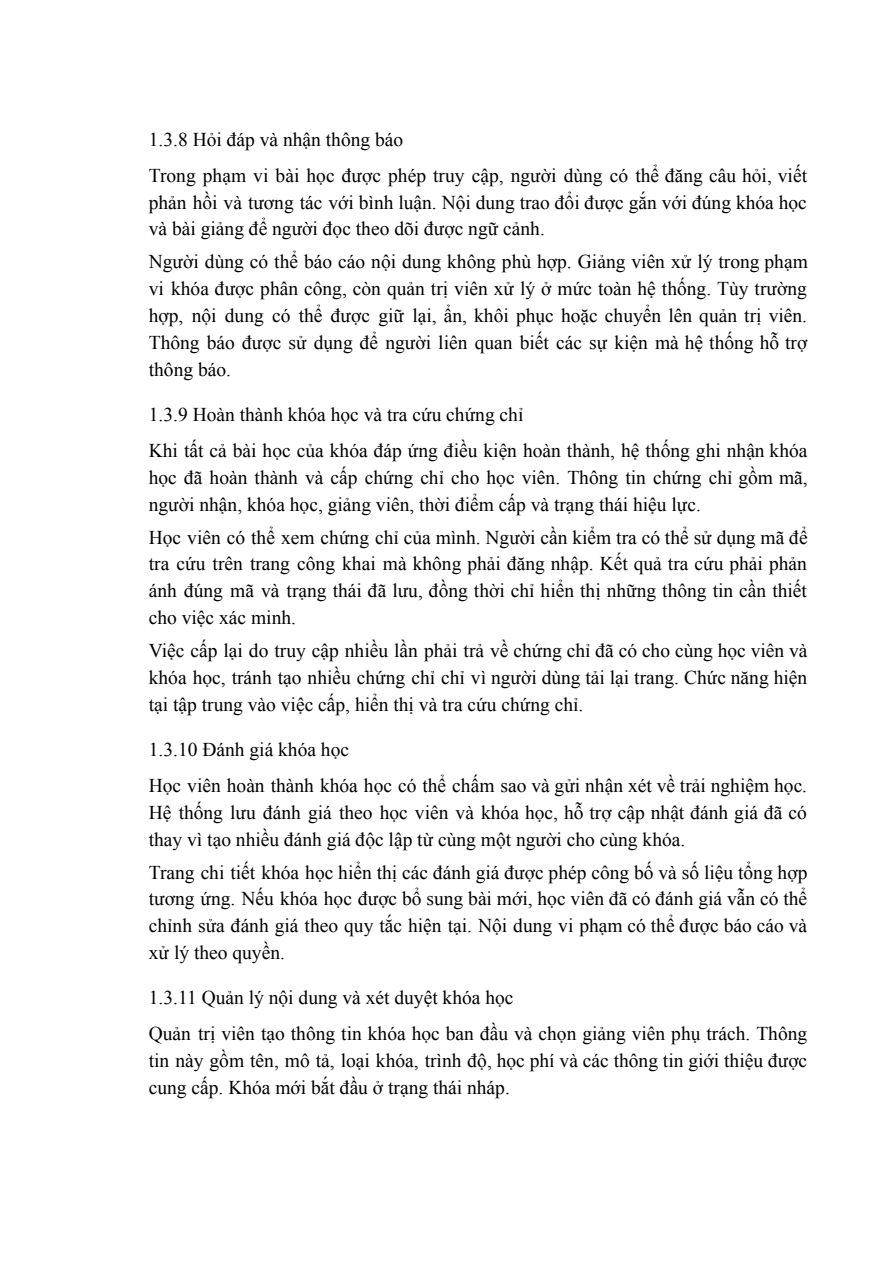 1.3.8 Hỏi đáp và nhận thông báo
Trong phạm vi bài học được phép truy cập, người dùng có thể đăng câu hỏi, viết
phản hồi và tương tác với bình luận. Nội dung trao đổi được gắn với đúng khóa học
và bài giảng để người đọc theo dõi được ngữ cảnh.
Người dùng có thể báo cáo nội dung không phù hợp. Giảng viên xử lý trong phạm
vi khóa được phân công, còn quản trị viên xử lý ở mức toàn hệ thống. Tùy trường
hợp, nội dung có thể được giữ lại, ẩn, khôi phục hoặc chuyển lên quản trị viên.
Thông báo được sử dụng để người liên quan biết các sự kiện mà hệ thống hỗ trợ
thông báo.
1.3.9 Hoàn thành khóa học và tra cứu chứng chỉ
Khi tất cả bài học của khóa đáp ứng điều kiện hoàn thành, hệ thống ghi nhận khóa
học đã hoàn thành và cấp chứng chỉ cho học viên. Thông tin chứng chỉ gồm mã,
người nhận, khóa học, giảng viên, thời điểm cấp và trạng thái hiệu lực.
Học viên có thể xem chứng chỉ của mình. Người cần kiểm tra có thể sử dụng mã để
tra cứu trên trang công khai mà không phải đăng nhập. Kết quả tra cứu phải phản
ánh đúng mã và trạng thái đã lưu, đồng thời chỉ hiển thị những thông tin cần thiết
cho việc xác minh.
Việc cấp lại do truy cập nhiều lần phải trả về chứng chỉ đã có cho cùng học viên và
khóa học, tránh tạo nhiều chứng chỉ chỉ vì người dùng tải lại trang. Chức năng hiện
tại tập trung vào việc cấp, hiển thị và tra cứu chứng chỉ.
1.3.10 Đánh giá khóa học
Học viên hoàn thành khóa học có thể chấm sao và gửi nhận xét về trải nghiệm học.
Hệ thống lưu đánh giá theo học viên và khóa học, hỗ trợ cập nhật đánh giá đã có
thay vì tạo nhiều đánh giá độc lập từ cùng một người cho cùng khóa.
Trang chi tiết khóa học hiển thị các đánh giá được phép công bố và số liệu tổng hợp
tương ứng. Nếu khóa học được bổ sung bài mới, học viên đã có đánh giá vẫn có thể
chỉnh sửa đánh giá theo quy tắc hiện tại. Nội dung vi phạm có thể được báo cáo và
xử lý theo quyền.
1.3.11 Quản lý nội dung và xét duyệt khóa học
Quản trị viên tạo thông tin khóa học ban đầu và chọn giảng viên phụ trách. Thông
tin này gồm tên, mô tả, loại khóa, trình độ, học phí và các thông tin giới thiệu được
cung cấp. Khóa mới bắt đầu ở trạng thái nháp.